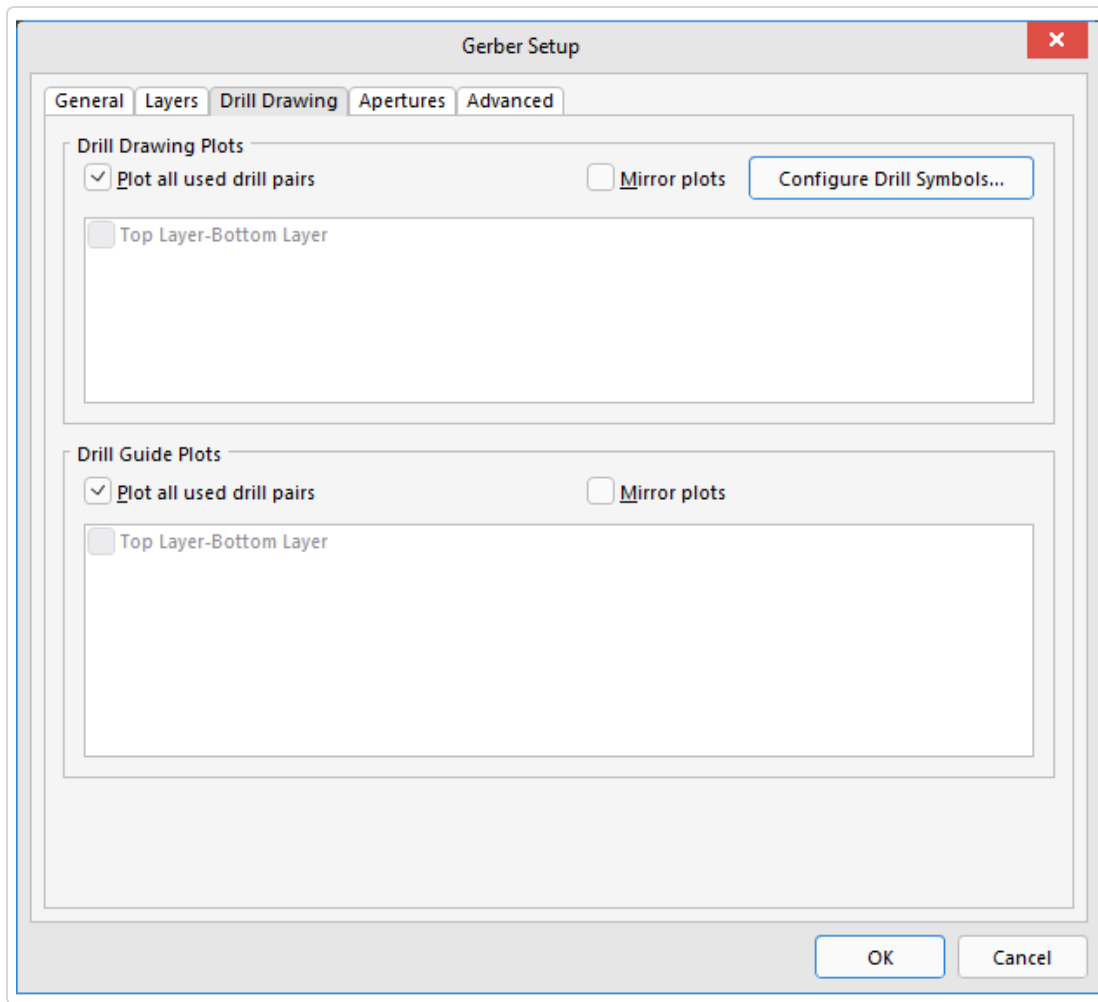 Gerber Setup
General Layers Drill Drawing Apertures Advanced
Drill Drawing Plots
Plot all used drill pairs Mirror plots Configure Drill Symbols...
Top Layer-Bottom Layer
Drill Guide Plots
Plot all used drill pairs Mirror plots
Top Layer-Bottom Layer
OK Cancel